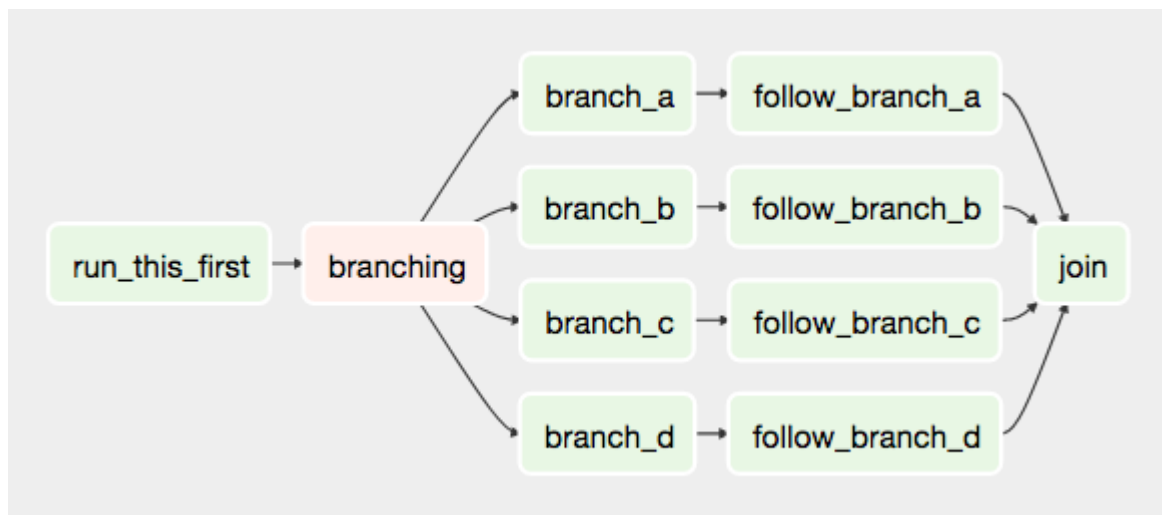 branch_a
follow_branch_a
branch_b
follow_branch_b
run_this_first
branching
join
branch_c
follow_branch_c
branch_d
follow_branch_d